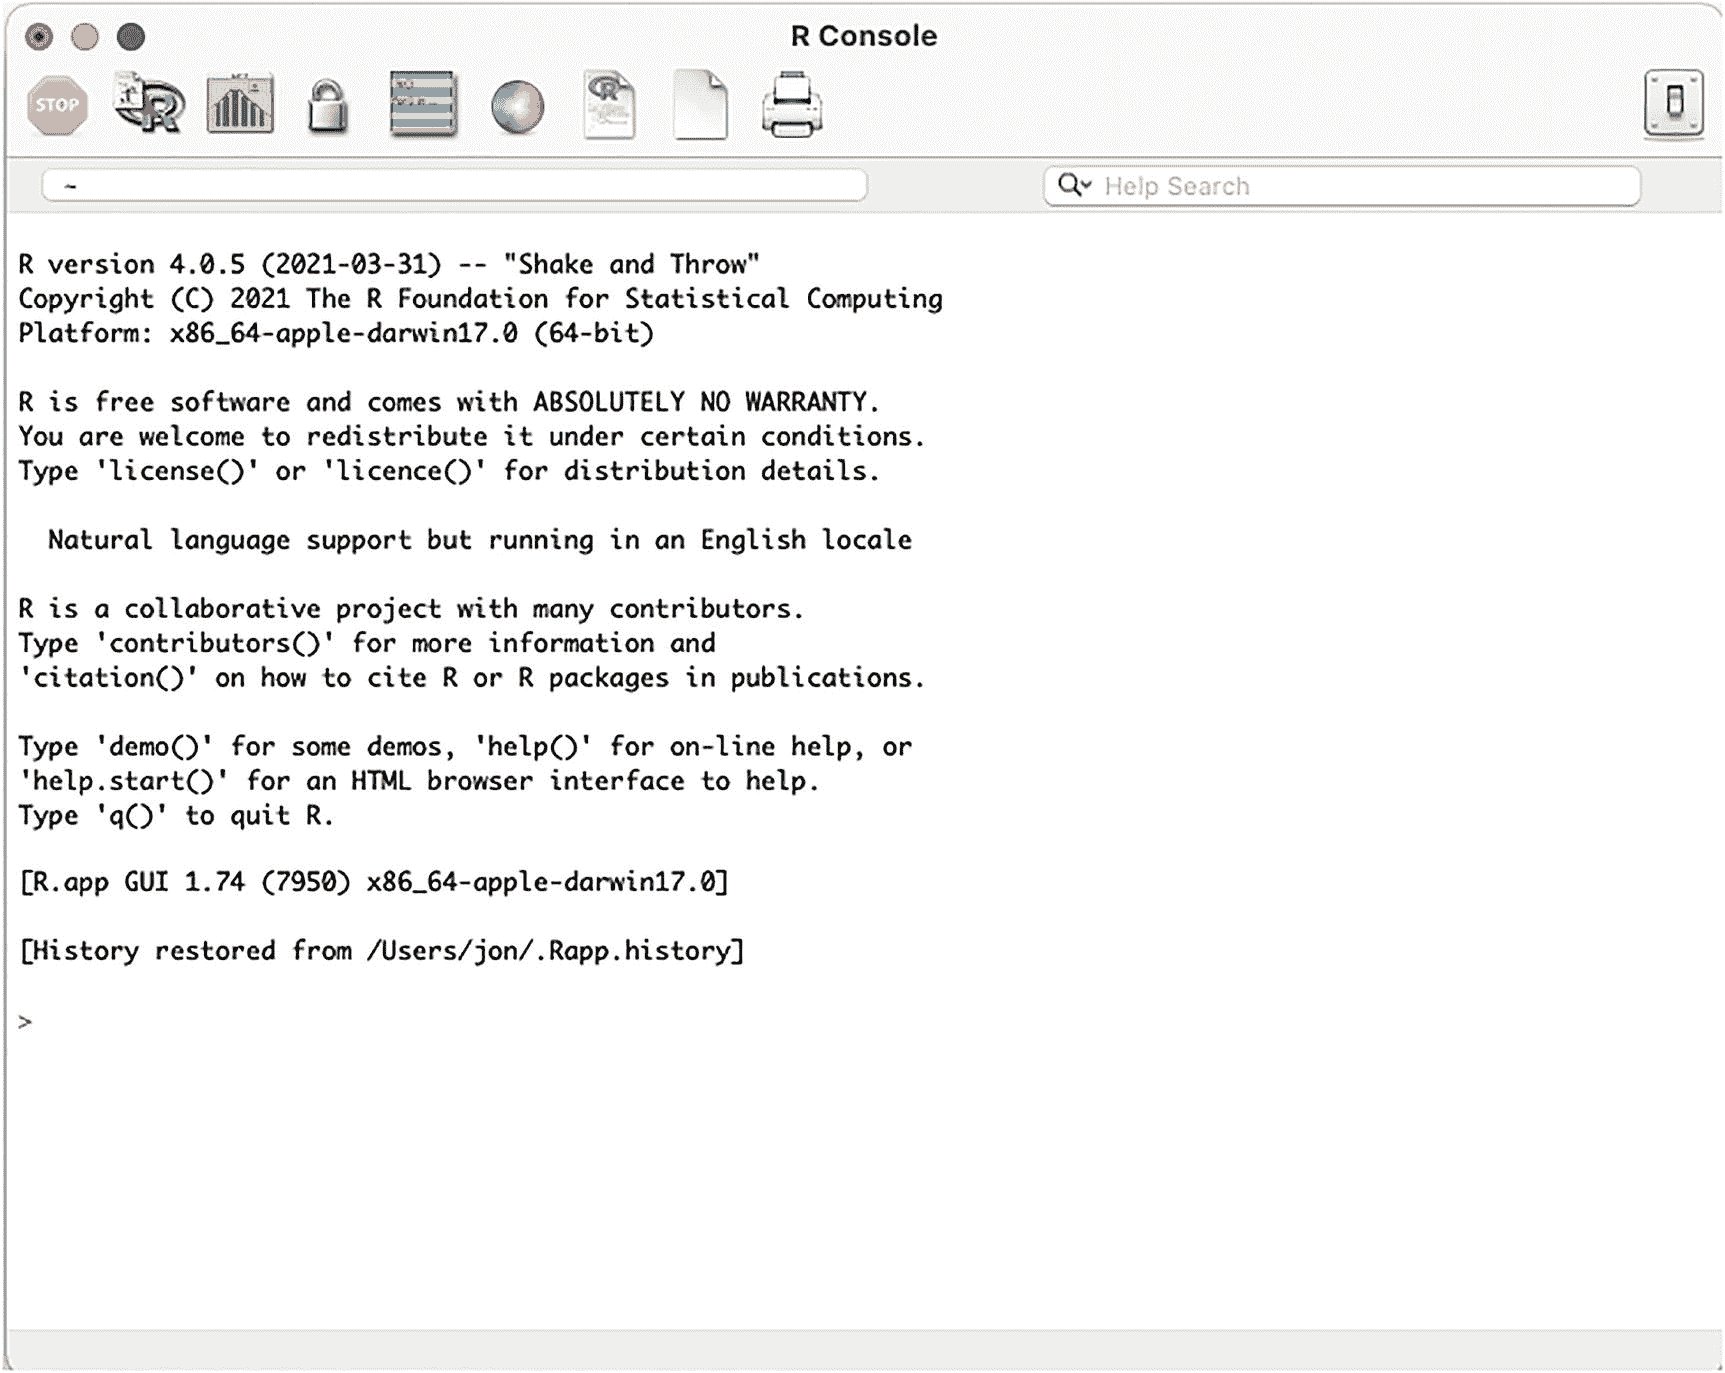 R Console
STOP
~
Help Search
R version 4.0.5 (2021-03-31) -- "Shake and Throw"
Copyright (C) 2021 The R Foundation for Statistical Computing
Platform: x86_64-apple-darwin17.0 (64-bit)
R is free software and comes with ABSOLUTELY NO WARRANTY.
You are welcome to redistribute it under certain conditions.
Type 'license()' or 'licence()' for distribution details.
Natural language support but running in an English locale
R is a collaborative project with many contributors.
Type 'contributors()' for more information and
'citation()' on how to cite R or R packages in publications.
Type 'demo()' for some demos, 'help()' for on-line help, or
'help.start()' for an HTML browser interface to help.
Type 'q()' to quit R.
[R.app GUI 1.74 (7950) x86_64-apple-darwin17.0]
[History restored from /Users/jon/.Rapp.history]
>